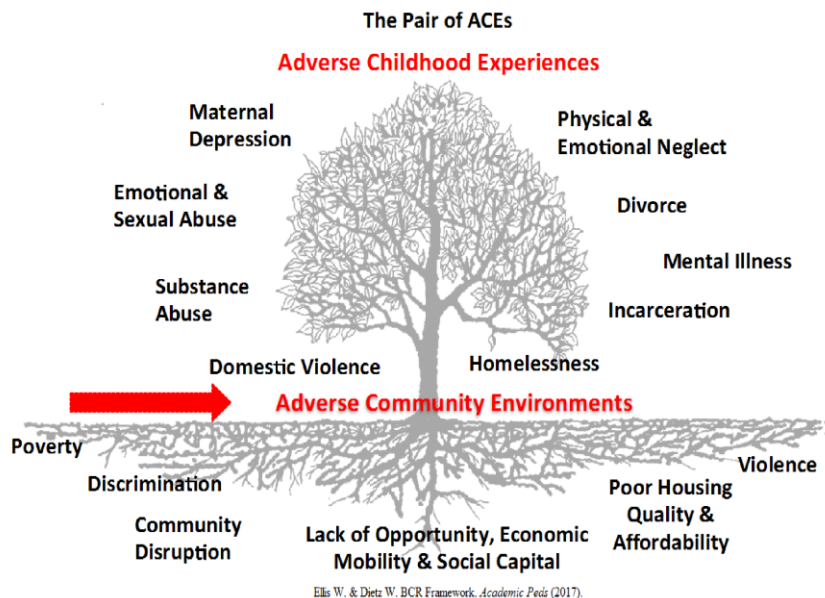 The Pair of ACEs
Adverse Childhood Experiences
Maternal
Depression
Physical &
Emotional Neglect
Emotional &
Sexual Abuse
Divorce
Mental Illness
Substance
Abuse
Incarceration
Domestic Violence
Homelessness
Adverse Community Environments
Poverty
Violence
Discrimination
Poor Housing
Quality &
Affordability
Community
Disruption
Lack of Opportunity, Economic
Mobility & Social Capital
Ellis W. & Dietz W. BCR Framework. Academic Peds (2017).